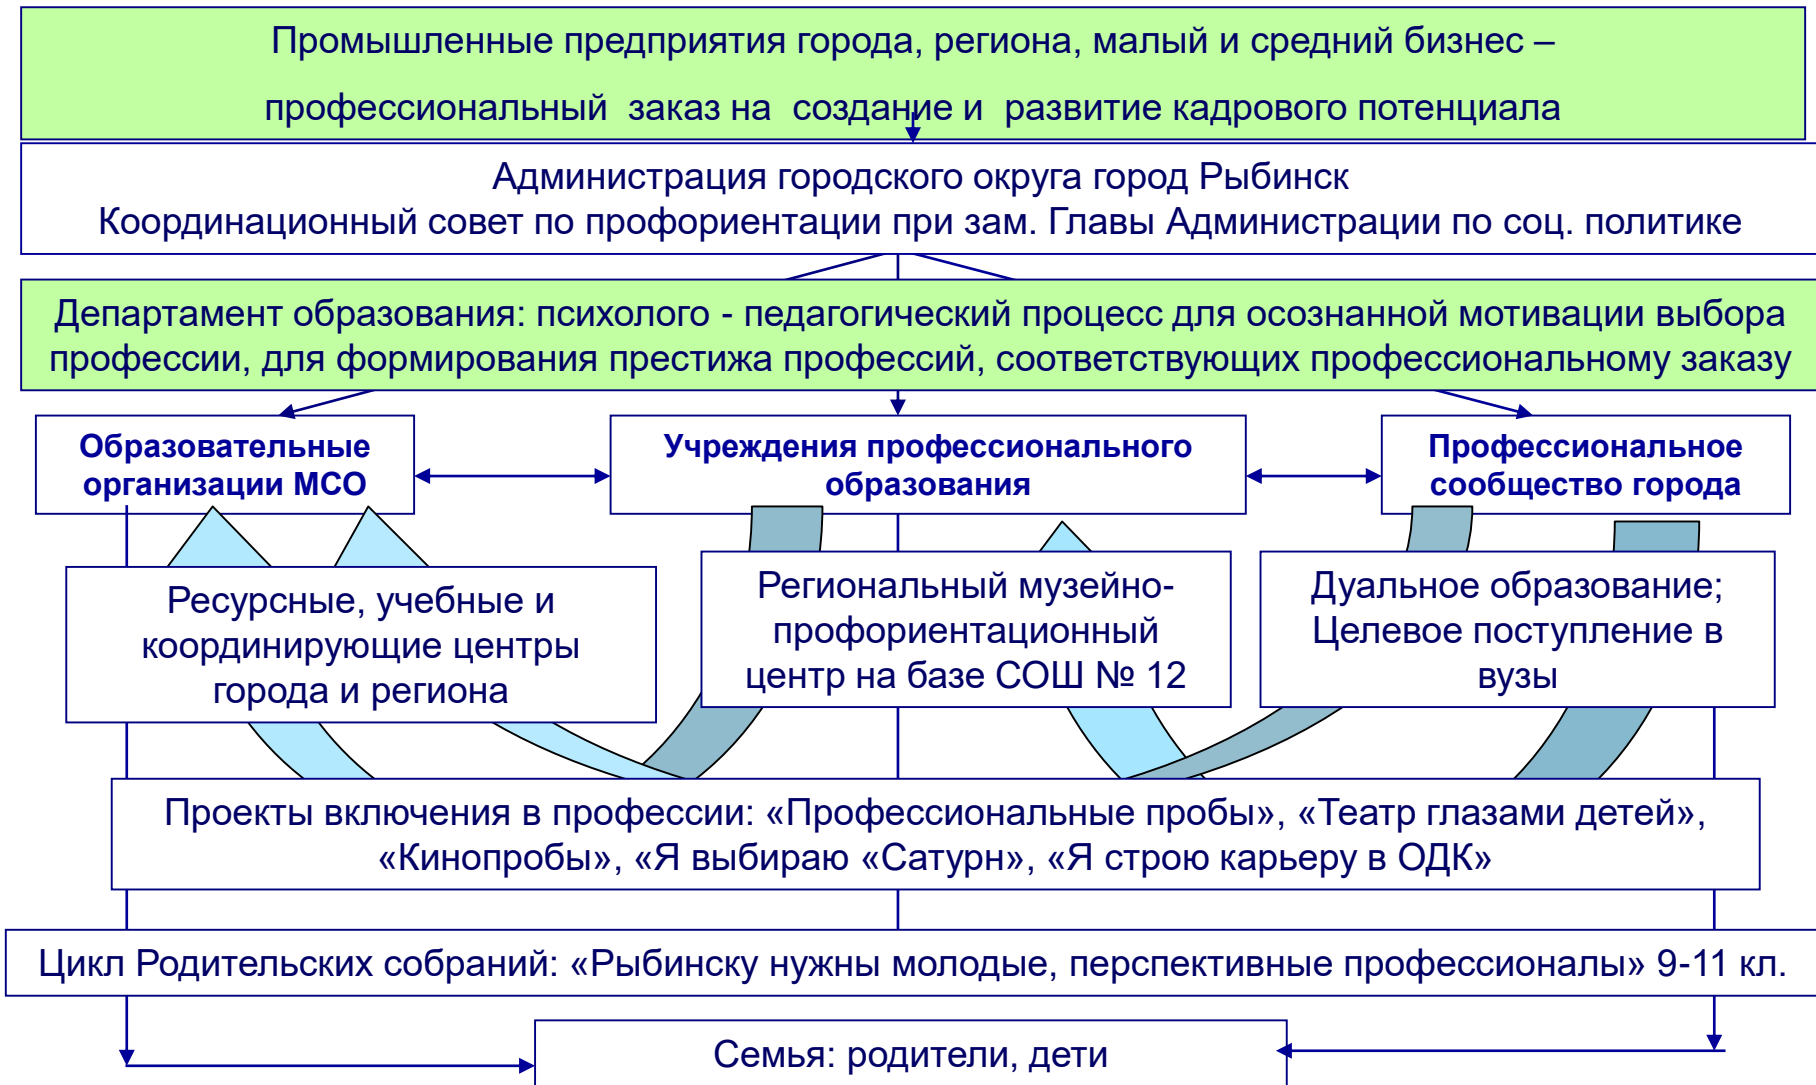 Промышленные предприятия города, региона, малый и средний бизнес –
профессиональный заказ на создание и развитие кадрового потенциала
Администрация городского округа город Рыбинск
Координационный совет по профориентации при зам. Главы Администрации по соц. политике
Департамент образования: психолого - педагогический процесс для осознанной мотивации выбора
профессии, для формирования престижа профессий, соответствующих профессиональному заказу
Образовательные
организации МСО
Учреждения профессионального
образования
Профессиональное
сообщество города
Ресурсные, учебные и
координирующие центры
города и региона
Региональный музейно-
профориентационный
центр на базе СОШ № 12
Дуальное образование;
Целевое поступление в
вузы
Проекты включения в профессии: «Профессиональные пробы», «Театр глазами детей»,
«Кинопробы», «Я выбираю «Сатурн», «Я строю карьеру в ОДК»
Цикл Родительских собраний: «Рыбинску нужны молодые, перспективные профессионалы» 9-11 кл.
Семья: родители, дети